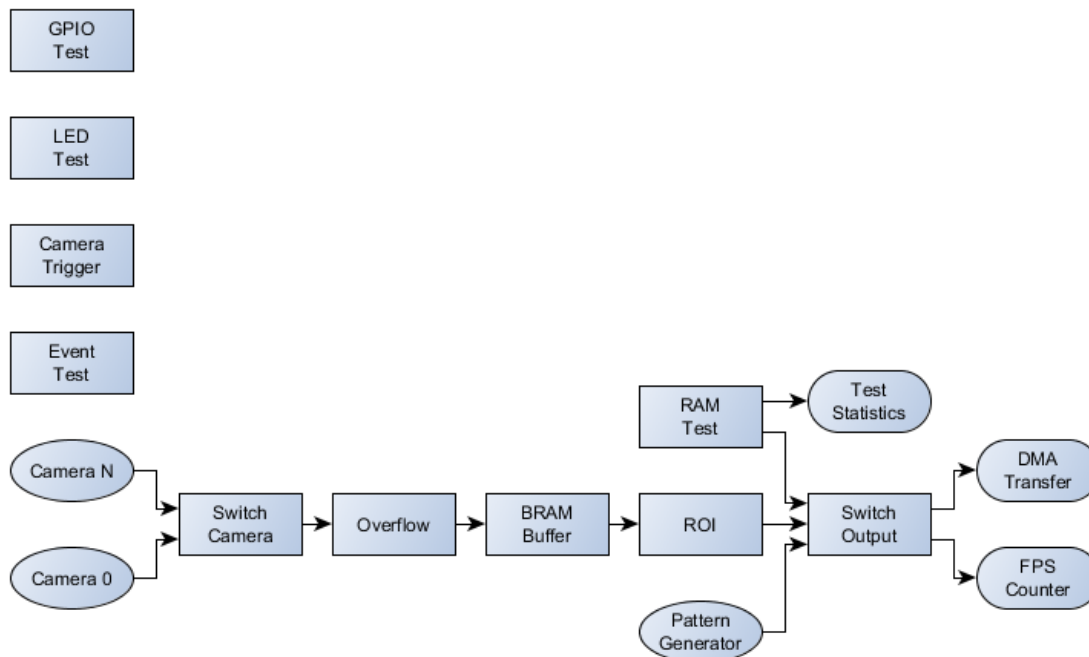 GPIO
Test
LED
Test
Camera
Trigger
Event
Test
RAM
Test
Test
Statistics
Camera N
DMA
Transfer
Switch
Camera
Overflow
BRAM
Buffer
ROI
Switch
Output
Camera 0
FPS
Counter
Pattern
Generator